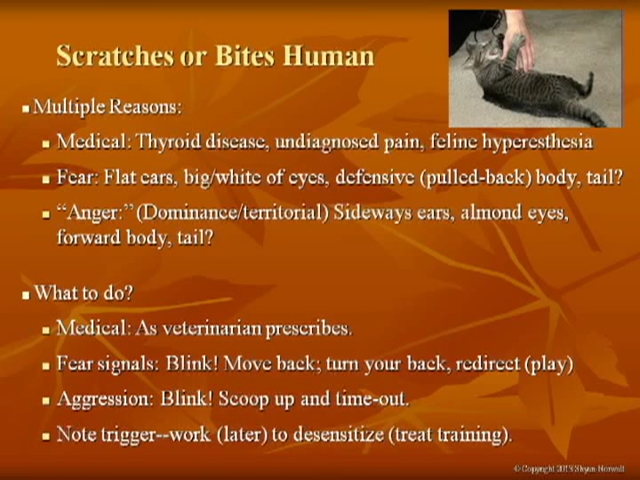 Scratches or Bites Human
Multiple Reasons:
Medical: Thyroid disease, undiagnosed pain, feline hyperesthesia
Fear: Flat ears, big/white of eyes, defensive (pulled-back) body, tail?
“Anger:” (Dominance/territorial) Sideways ears, almond eyes,
forward body, tail?
What to do?
Medical: As veterinarian prescribes.
Fear signals: Blink! Move back; turn your back, redirect (play)
Aggression: Blink! Scoop up and time-out.
Note trigger--work (later) to desensitize (treat training).
© Copyright 2013